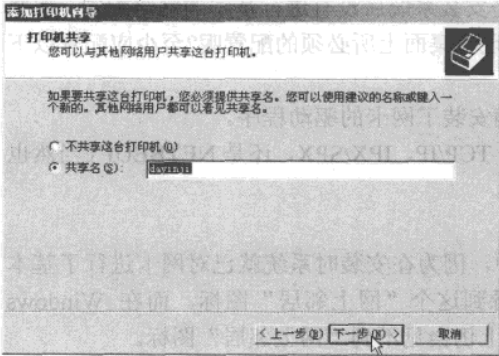 添加打印机向导
打印机共享
您可以与其他网络用户共享这台打印机。
如果要共享这台打印机，您必须提供共享名。您可以使用建议的名称或键入一
个新的。其他网络用户都可以看见共享名。
不共享这台打印机(O)
共享名(S):
dayinji
< 上一步(B)
下一步(N) >
取消